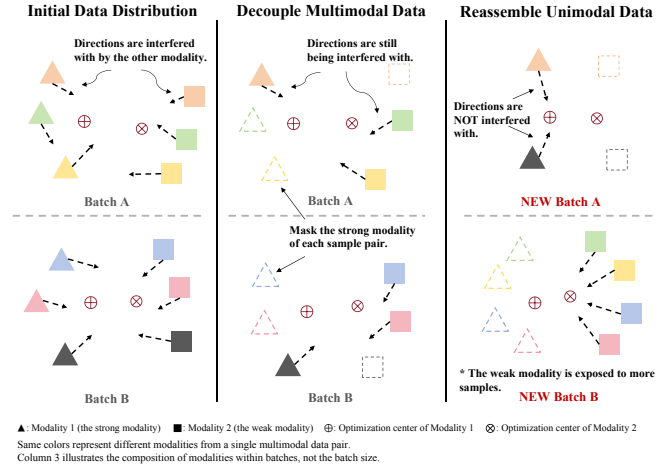 Initial Data Distribution
Decouple Multimodal Data
Reassemble Unimodal Data
Directions are interfered
with by the other modality.
Directions are still
being interfered with.
Directions are
NOT interfered
with.
Batch A
Batch A
NEW Batch A
Mask the strong modality
of each sample pair.
* The weak modality is exposed to more
samples.
Batch B
Batch B
NEW Batch B
▲: Modality 1 (the strong modality) ■: Modality 2 (the weak modality) ⊕: Optimization center of Modality 1 ⊗: Optimization center of Modality 2
Same colors represent different modalities from a single multimodal data pair.
Column 3 illustrates the composition of modalities within batches, not the batch size.